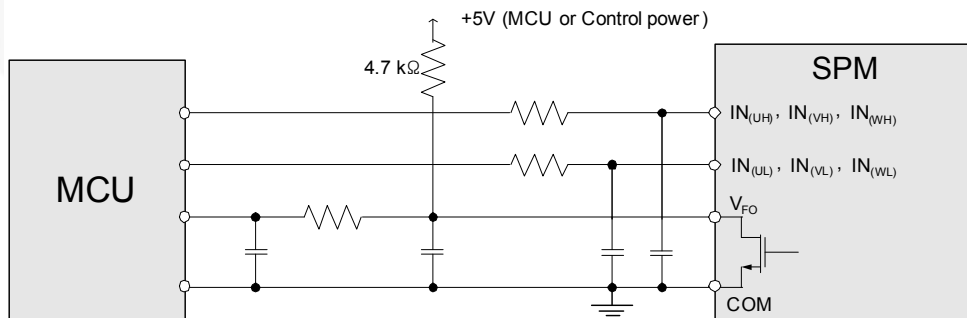 +5V (MCU or Control power)
4.7 kΩ
SPM
IN(UH), IN(VH), IN(WH)
MCU
IN(UL), IN(VL), IN(WL)
VFO
COM